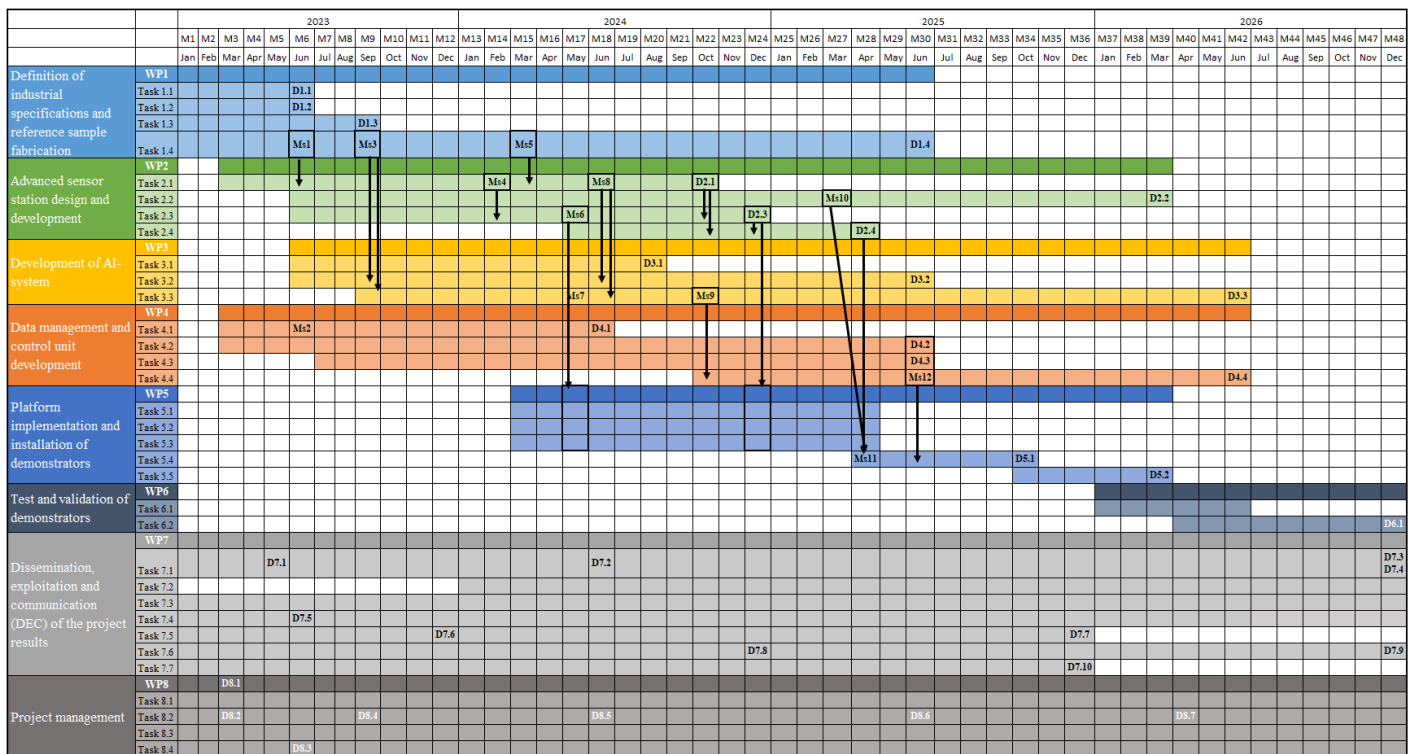 2023 2024 2025 2026
M1 M2 M3 M4 M5 M6 M7 M8 M9 M10 M11 M12 M13 M14 M15 M16 M17 M18 M19 M20 M21 M22 M23 M24 M25 M26 M27 M28 M29 M30 M31 M32 M33 M34 M35 M36 M37 M38 M39 M40 M41 M42 M43 M44 M45 M46 M47 M48
Jan Feb Mar Apr May Jun Jul Aug Sep Oct Nov Dec Jan Feb Mar Apr May Jun Jul Aug Sep Oct Nov Dec Jan Feb Mar Apr May Jun Jul Aug Sep Oct Nov Dec Jan Feb Mar Apr May Jun Jul Aug Sep Oct Nov Dec
Definition of
industrial
specifications and
reference sample
fabrication
WP1
Task 1.1 D1.1
Task 1.2 D1.2
Task 1.3 D1.3
Task 1.4 Ms1 Ms3 Ms5 D1.4
Advanced sensor
station design and
development
WP2
Task 2.1 Ms4 Ms8 D2.1
Task 2.2 Ms10 D2.2
Task 2.3 Ms6 D2.3
Task 2.4 D2.4
Development of AI-
system
WP3
Task 3.1 D3.1
Task 3.2 D3.2
Task 3.3 Ms7 Ms9 D3.3
Data management and
control unit
development
WP4
Task 4.1 Ms2 D4.1
Task 4.2 D4.2
Task 4.3 D4.3
Task 4.4 Ms12 D4.4
Platform
implementation and
installation of
demonstrators
WP5
Task 5.1
Task 5.2
Task 5.3
Task 5.4 Ms11 D5.1
Task 5.5 D5.2
Test and validation of
demonstrators
WP6
Task 6.1
Task 6.2 D6.1
Dissemination,
exploitation and
communication
(DEC) of the project
results
WP7
Task 7.1 D7.1 D7.2 D7.3
D7.4
Task 7.2
Task 7.3
Task 7.4 D7.5
Task 7.5 D7.6 D7.7
Task 7.6 D7.8 D7.9
Task 7.7 D7.10
Project management
WP8 D8.1
Task 8.1
Task 8.2 D8.2 D8.4 D8.5 D8.6 D8.7
Task 8.3
Task 8.4 D8.3